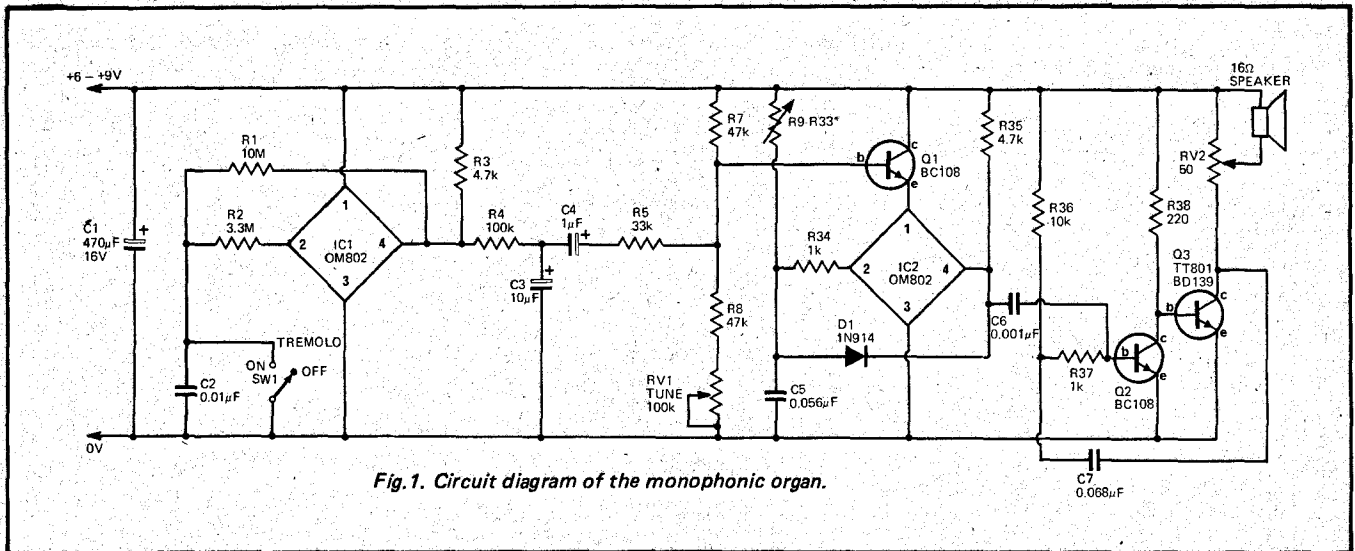 +6 – +9V
C1
470µF
16V
R1
10M
R2
3.3M
1
2
3
4
IC1
OM802
TREMOLO
ON
SW1
OFF
C2
0.01µF
0V
R3
4.7k
R4
100k
C3
10µF
C4
1µF
R5
33k
R7
47k
R8
47k
RV1
TUNE
100k
R9-R33*
R34
1k
D1
1N914
C5
0.056µF
b
c
e
Q1
BC108
1
2
3
4
IC2
OM802
R35
4.7k
C6
0.001µF
R36
10k
R37
1k
b
c
e
Q2
BC108
R38
220
Q3
TT801
BD139
b
c
e
RV2
50
16Ω
SPEAKER
C7
0.068µF
Fig.1. Circuit diagram of the monophonic organ.